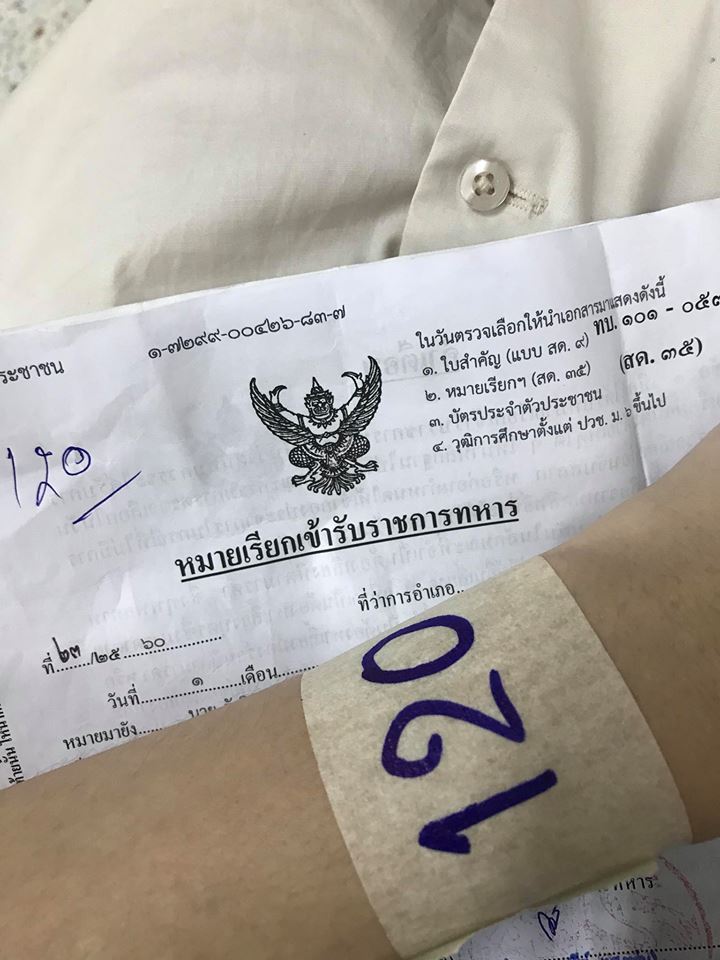 ในวันตรวจเลือกให้นำเอกสารมาแสดงดังนี้
๑. ใบสำคัญ (แบบ สด. ๙) ทบ. ๑๐๑ - ๐๕๓
๒. หมายเรียกฯ (สด. ๓๕) (สด. ๓๕)
๓. บัตรประจำตัวประชาชน
๔. วุฒิการศึกษาตั้งแต่ ปวช. ม. ๖ ขึ้นไป
ระชาชน ๑-๗๒๙๙-๐๐๔๒๖-๘๓-๗
120
หมายเรียกเข้ารับราชการทหาร
ที่ว่าการอำเภอ..
ที่ ๒๓ /๒๕ ๖๐
วันที่ ๑ เดือน
หมายมายัง
120
ทหาร